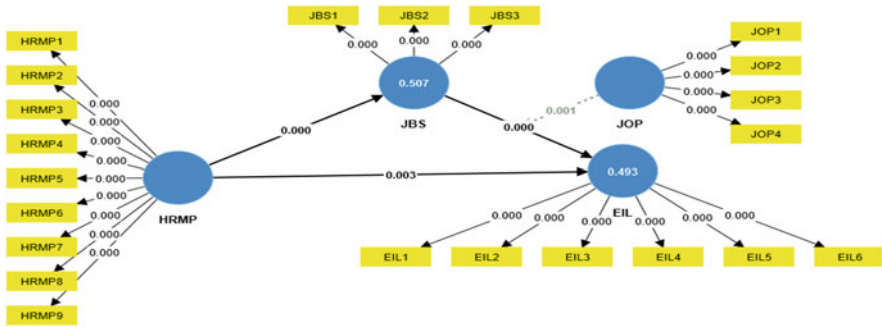 JBS1
JBS2
JBS3
0.000
0.000
0.000
0.507
JBS
HRMP1
HRMP2
HRMP3
HRMP4
HRMP5
HRMP6
HRMP7
HRMP8
HRMP9
0.000
0.000
0.000
0.000
0.000
0.000
0.000
0.000
0.000
HRMP
0.000
0.003
0.000
0.001
JOP
0.000
0.000
0.000
0.000
JOP1
JOP2
JOP3
JOP4
0.493
EIL
0.000
0.000
0.000
0.000
0.000
0.000
EIL1
EIL2
EIL3
EIL4
EIL5
EIL6